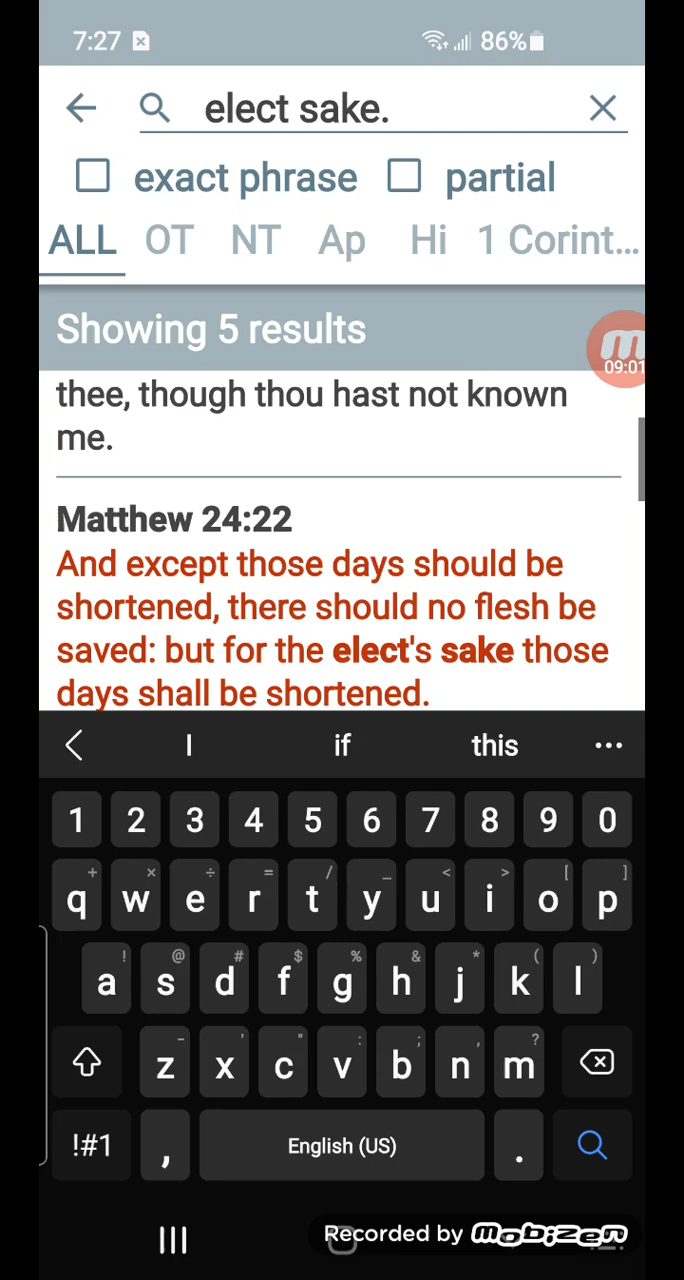 7:27 86%
elect sake.
exact phrase partial
ALL OT NT Ap Hi 1 Corint...
Showing 5 results
09:01
thee, though thou hast not known
me.
Matthew 24:22
And except those days should be
shortened, there should no flesh be
saved: but for the elect's sake those
days shall be shortened.
I if this
1 2 3 4 5 6 7 8 9 0
+ × ÷ = / _ < > [ ]
q w e r t y u i o p
! @ # $ % & * ( )
a s d f g h j k l
- ' " : ; , ?
z x c v b n m
!#1 , English (US) .
Recorded by mobizen